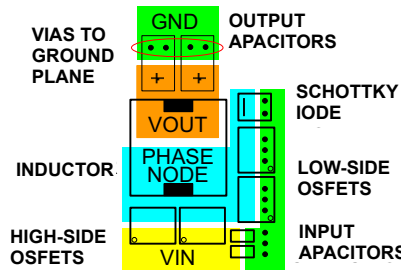 GND
OUTPUT
APACITORS
VIAS TO
GROUND
PLANE
+ +
VOUT
SCHOTTKY
IODE
PHASE
NODE
INDUCTOR
LOW-SIDE
OSFETS
HIGH-SIDE
OSFETS
VIN
INPUT
APACITORS